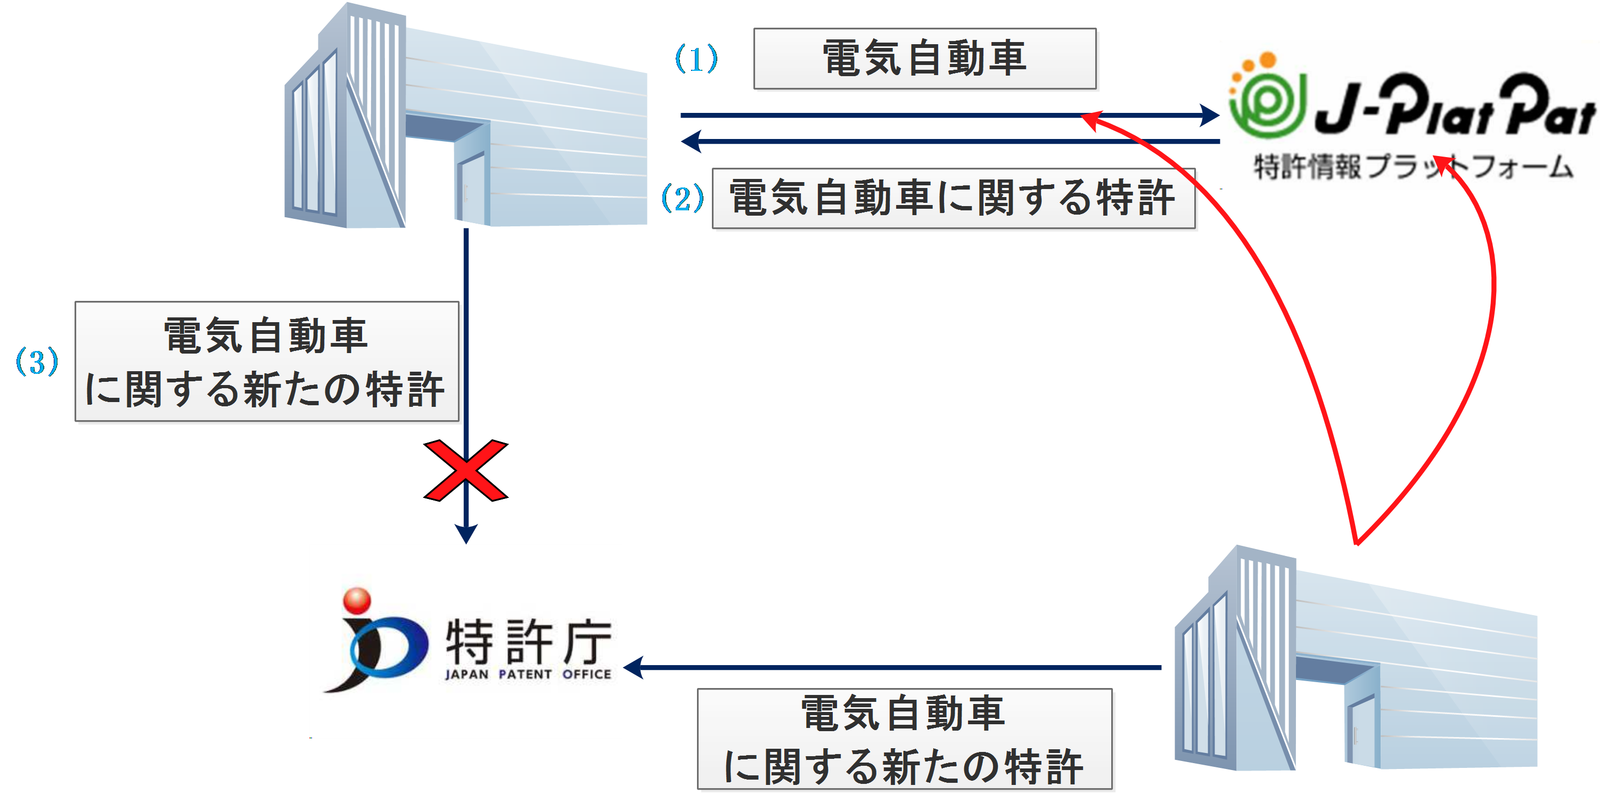 (1)
電気自動車
J-PlatPat
特許情報プラットフォーム
(2)
電気自動車に関する特許
(3)
電気自動車
に関する新たの特許
特許庁
JAPAN PATENT OFFICE
電気自動車
に関する新たの特許